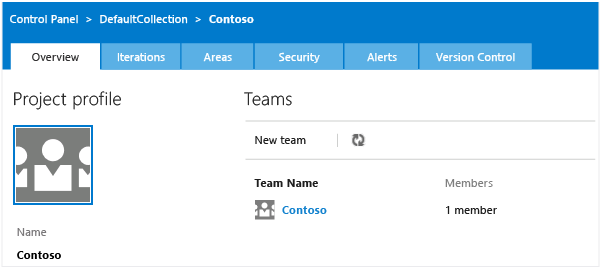 Control Panel > DefaultCollection > Contoso
Overview Iterations Areas Security Alerts Version Control
Project profile
Teams
New team
Team Name Members
Contoso 1 member
Name
Contoso